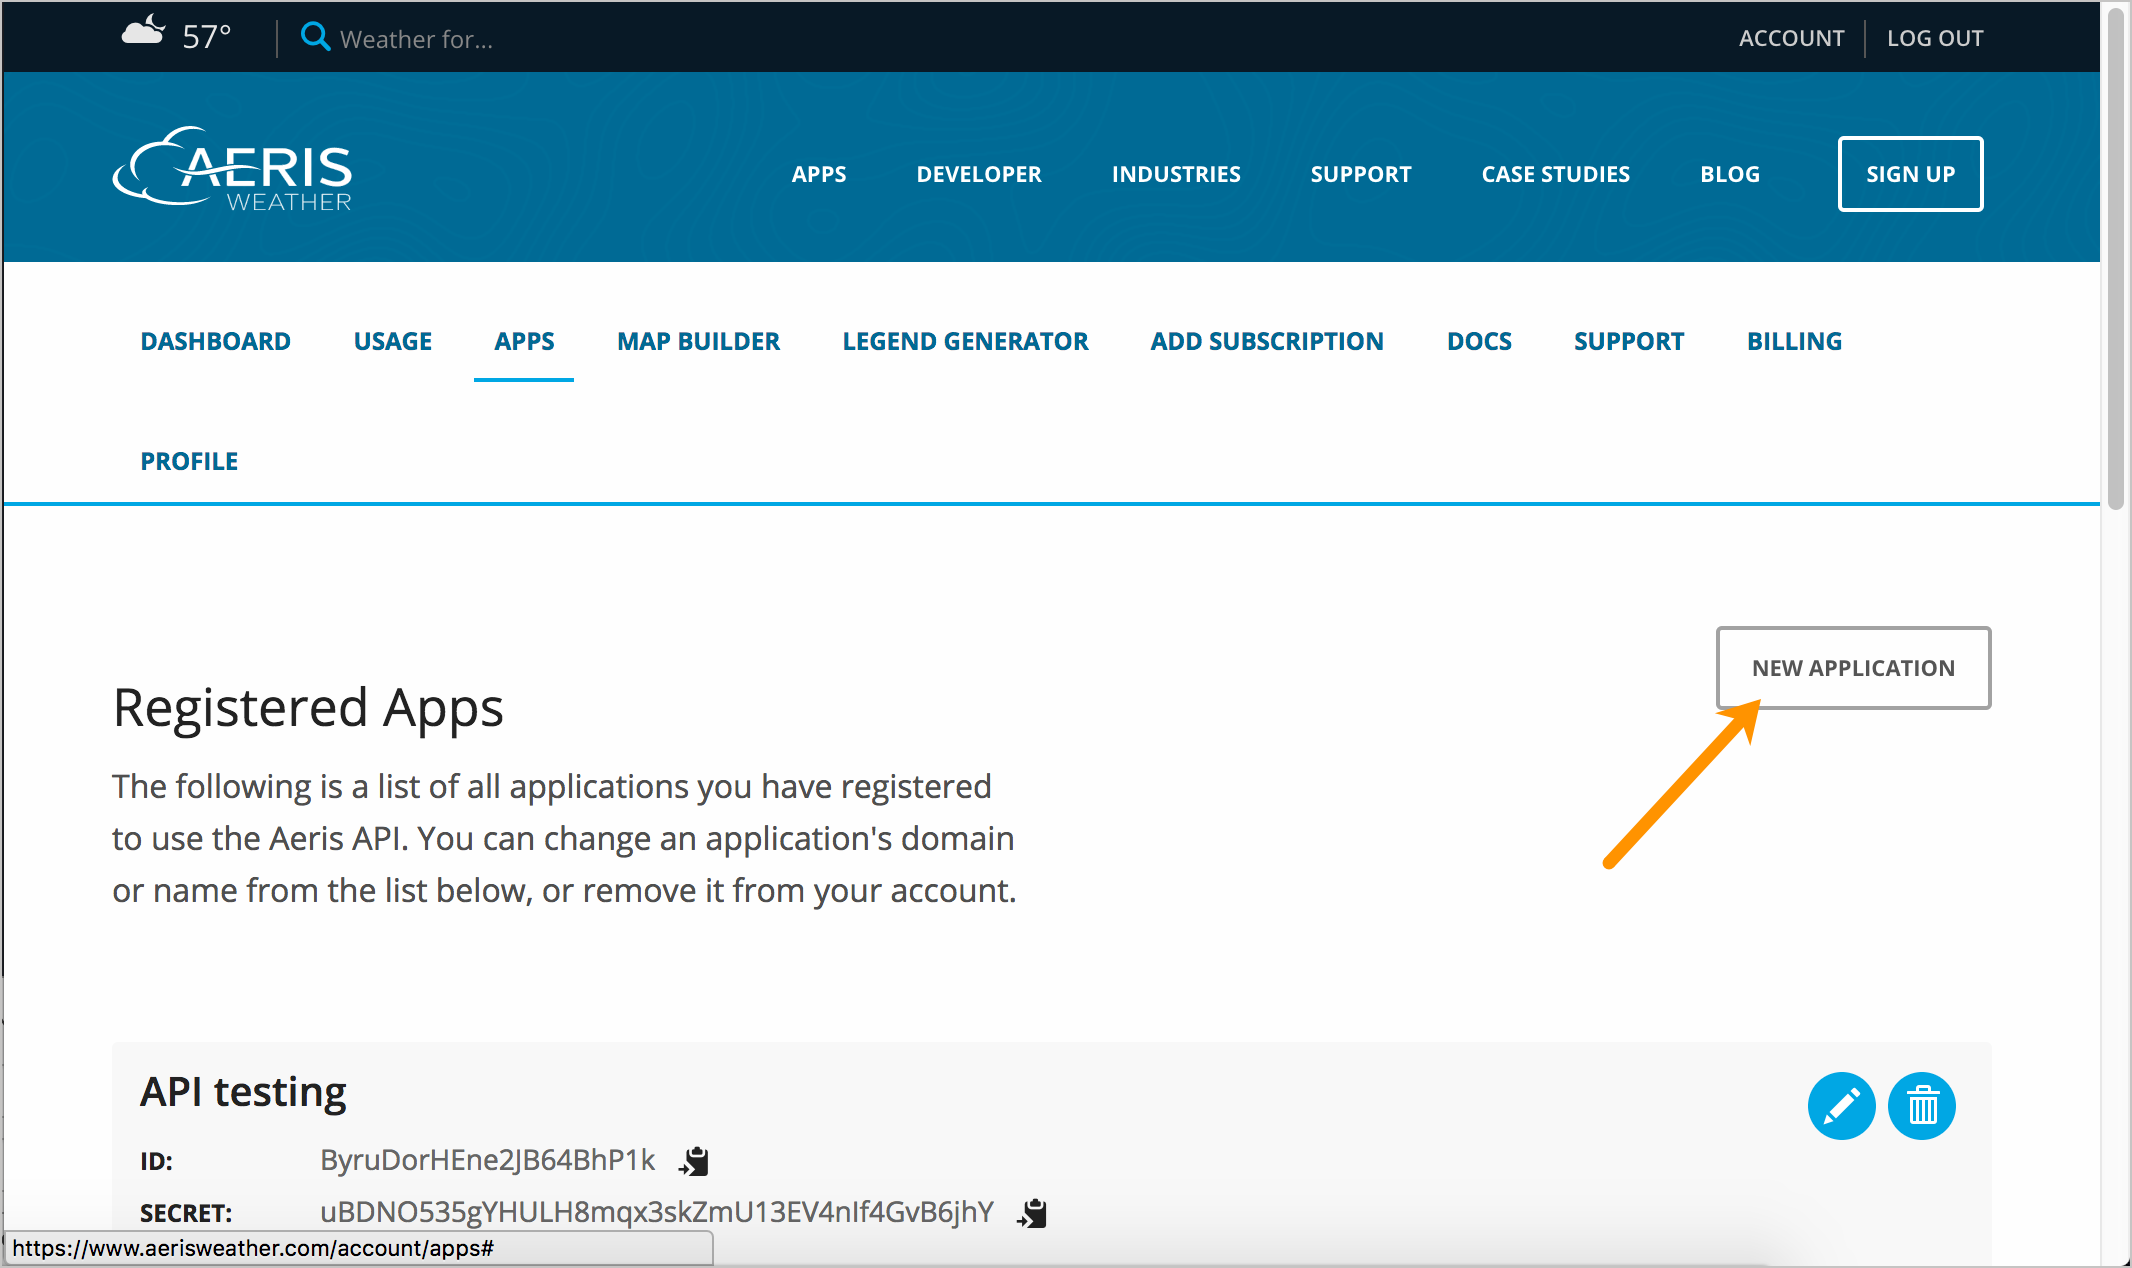 57°
Weather for...
ACCOUNT
LOG OUT
AERIS
WEATHER
APPS
DEVELOPER
INDUSTRIES
SUPPORT
CASE STUDIES
BLOG
SIGN UP
DASHBOARD
USAGE
APPS
MAP BUILDER
LEGEND GENERATOR
ADD SUBSCRIPTION
DOCS
SUPPORT
BILLING
PROFILE
NEW APPLICATION
Registered Apps
The following is a list of all applications you have registered
to use the Aeris API. You can change an application's domain
or name from the list below, or remove it from your account.
API testing
ID: ByruDorHEne2JB64BhP1k
SECRET: uBDNO535gYHULH8mqx3skZmU13EV4nIf4GvB6jhY
https://www.aerisweather.com/account/apps#